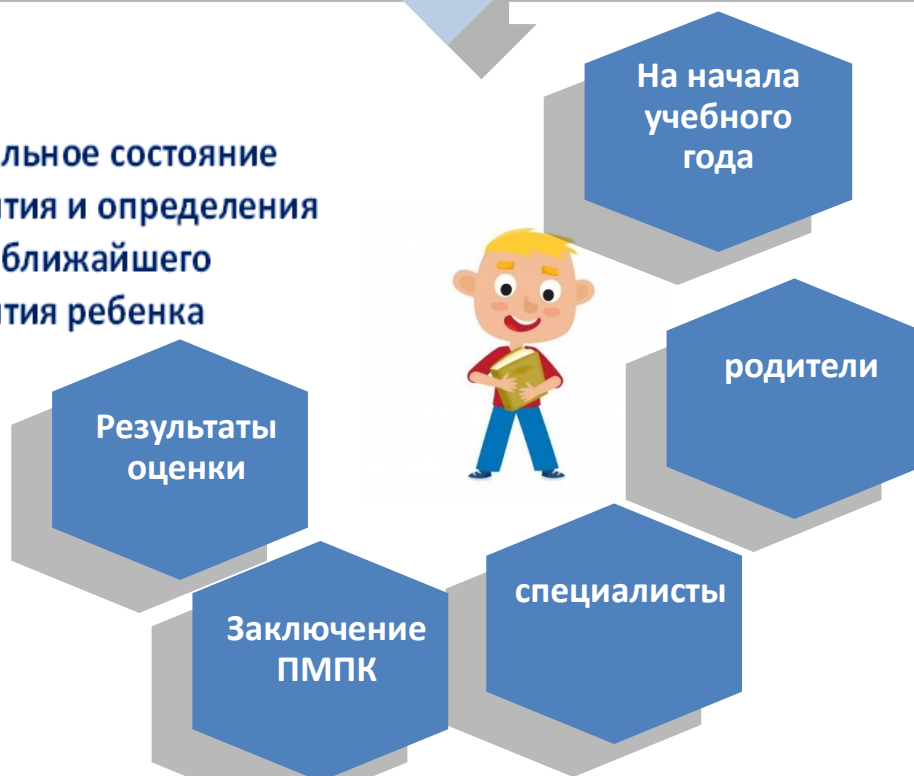 На начала
учебного
года
льное состояние
тия и определения
ближайшего
тия ребенка
родители
Результаты
оценки
специалисты
Заключение
ПМПК